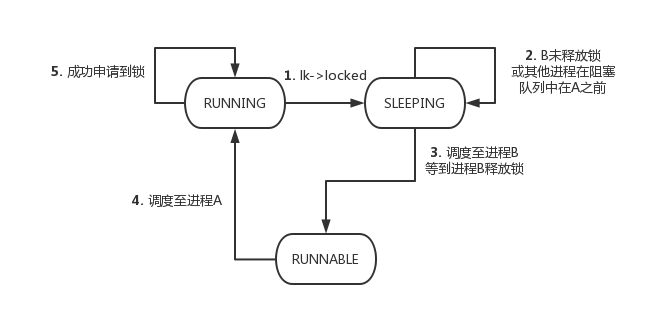 5. 成功申请到锁
RUNNING
1. lk->locked
SLEEPING
2. B未释放锁
或其他进程在阻塞
队列中在A之前
3. 调度至进程B
等到进程B释放锁
4. 调度至进程A
RUNNABLE